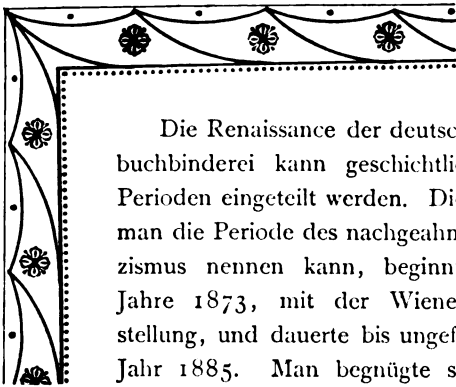 Die Renaissance der deutsc
buchbinderei kann geschichtli
Perioden eingeteilt werden. Di
man die Periode des nachgeahm
zismus nennen kann, beginn
Jahre 1873, mit der Wiene
stellung, und dauerte bis ungef
Jahr 1885. Man begnügte s